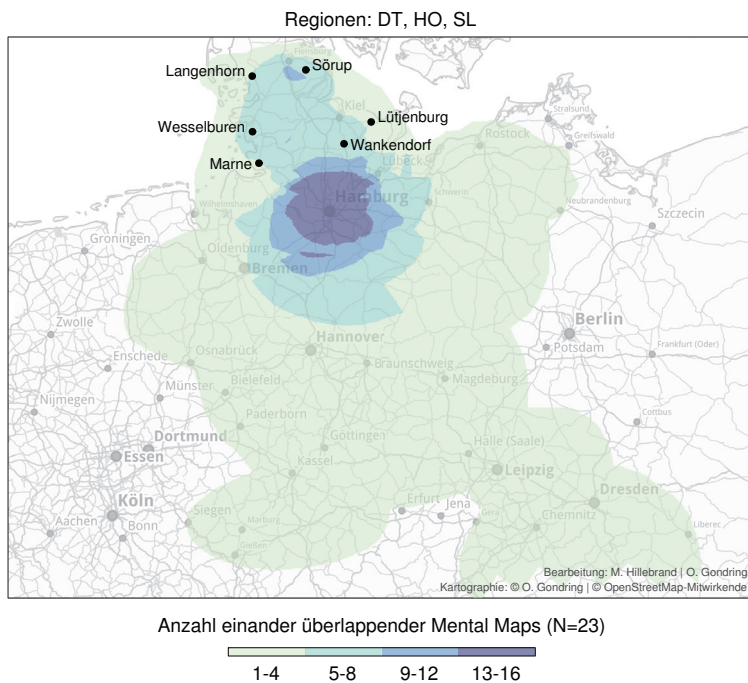 Regionen: DT, HO, SL
Flensburg
Langenhorn
Sörup
Kiel
Lütjenburg
Stralsund
Wesselburen
Greifswald
Rostock
Wankendorf
Marne
Lübeck
Hamburg
Schwerin
Wilhelmshaven
Neubrandenburg
Szczecin
Groningen
Oldenburg
Bremen
Berlin
Zwolle
Hannover
Potsdam
Frankfurt (Oder)
Enschede
Osnabrück
Braunschweig
Magdeburg
Nijmegen
Münster
Bielefeld
Paderborn
Cottbus
Dortmund
Göttingen
Halle (Saale)
Essen
Leipzig
Kassel
Dresden
Köln
Erfurt
Jena
Gera
Chemnitz
Aachen
Bonn
Siegen
Marburg
Gießen
Liberec
Bearbeitung: M. Hillebrand | O. Gondring
Kartographie: © O. Gondring | © OpenStreetMap-Mitwirkende
Anzahl einander überlappender Mental Maps (N=23)
1-4 5-8 9-12 13-16